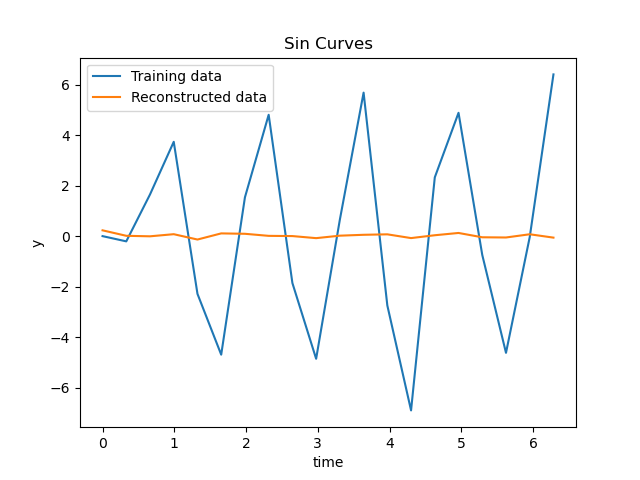 Sin Curves
Training data
Reconstructed data
6
4
2
0
−2
−4
−6
y
0 1 2 3 4 5 6
time